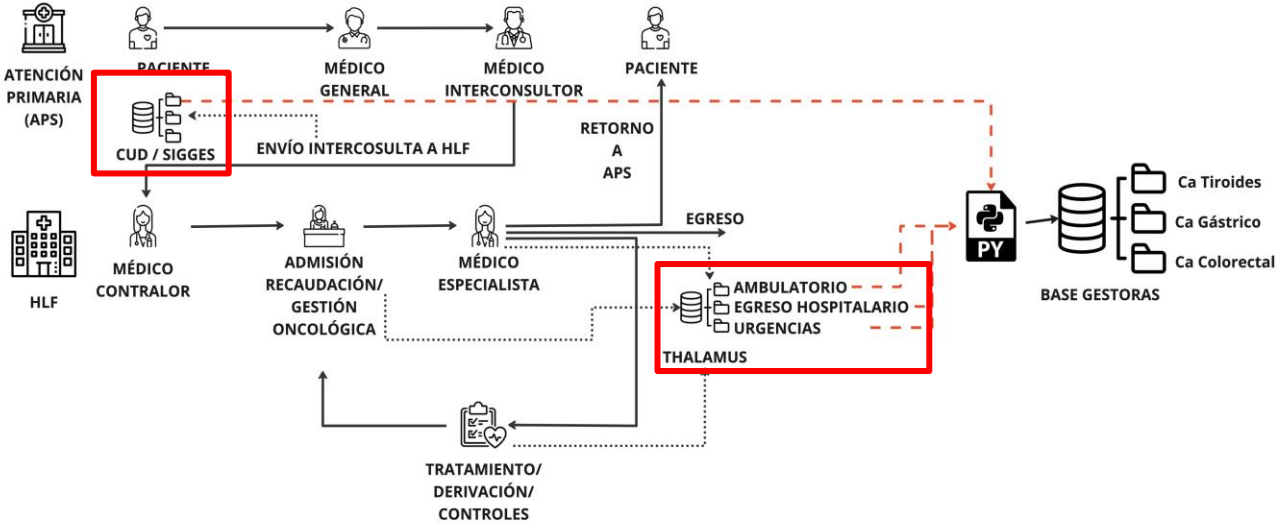 ATENCIÓN
PRIMARIA
(APS)
PACIENTE
MÉDICO
GENERAL
MÉDICO
INTERCONSULTOR
PACIENTE
CUD / SIGGES
ENVÍO INTERCOSULTA A HLF
RETORNO
A
APS
HLF
MÉDICO
CONTRALOR
ADMISIÓN
RECAUDACIÓN/
GESTIÓN
ONCOLÓGICA
MÉDICO
ESPECIALISTA
EGRESO
AMBULATORIO
EGRESO HOSPITALARIO
URGENCIAS
THALAMUS
PY
BASE GESTORAS
Ca Tiroides
Ca Gástrico
Ca Colorectal
TRATAMIENTO/
DERIVACIÓN/
CONTROLES